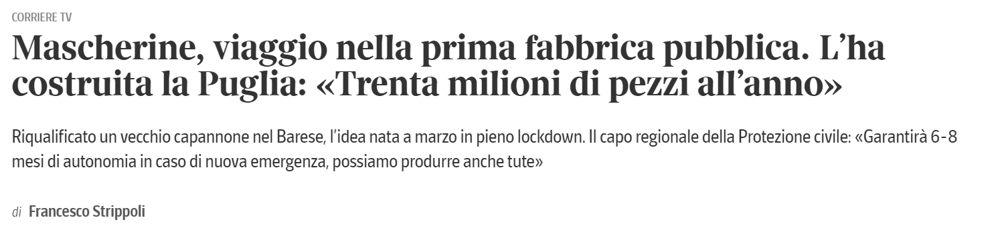 CORRIERE TV
Mascherine, viaggio nella prima fabbrica pubblica. L’ha
costruita la Puglia: «Trenta milioni di pezzi all’anno»
Riqualificato un vecchio capannone nel Barese, l’idea nata a marzo in pieno lockdown. Il capo regionale della Protezione civile: «Garantirà 6-8
mesi di autonomia in caso di nuova emergenza, possiamo produrre anche tute»
di Francesco Strippoli